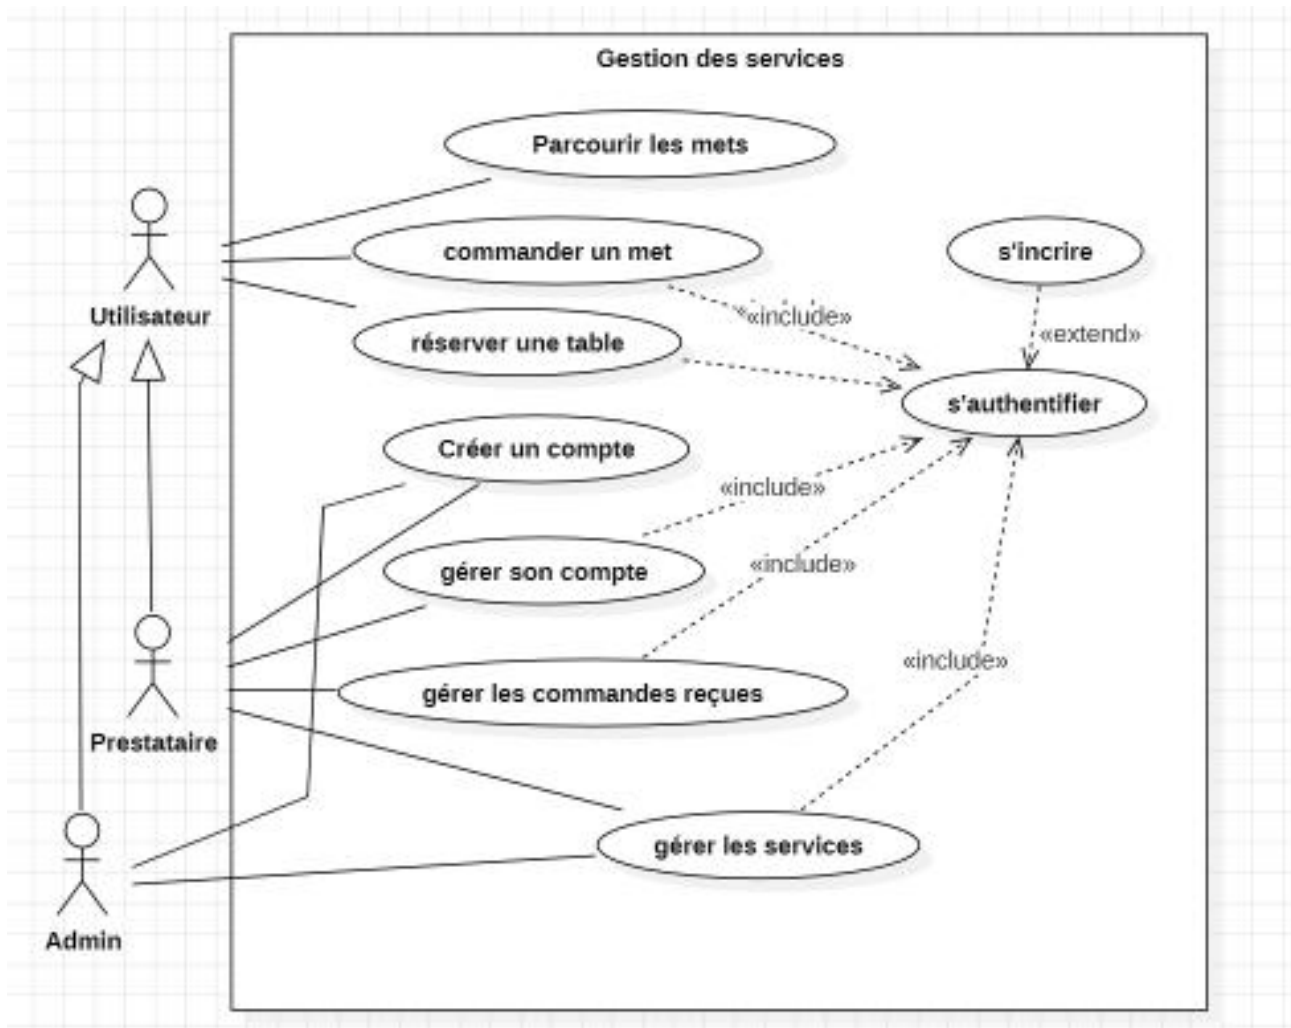 Gestion des services
Parcourir les mets
commander un met
s'incrire
«include»
Utilisateur
«extend»
réserver une table
s'authentifier
Créer un compte
«include»
gérer son compte
«include»
«include»
gérer les commandes reçues
Prestataire
gérer les services
Admin